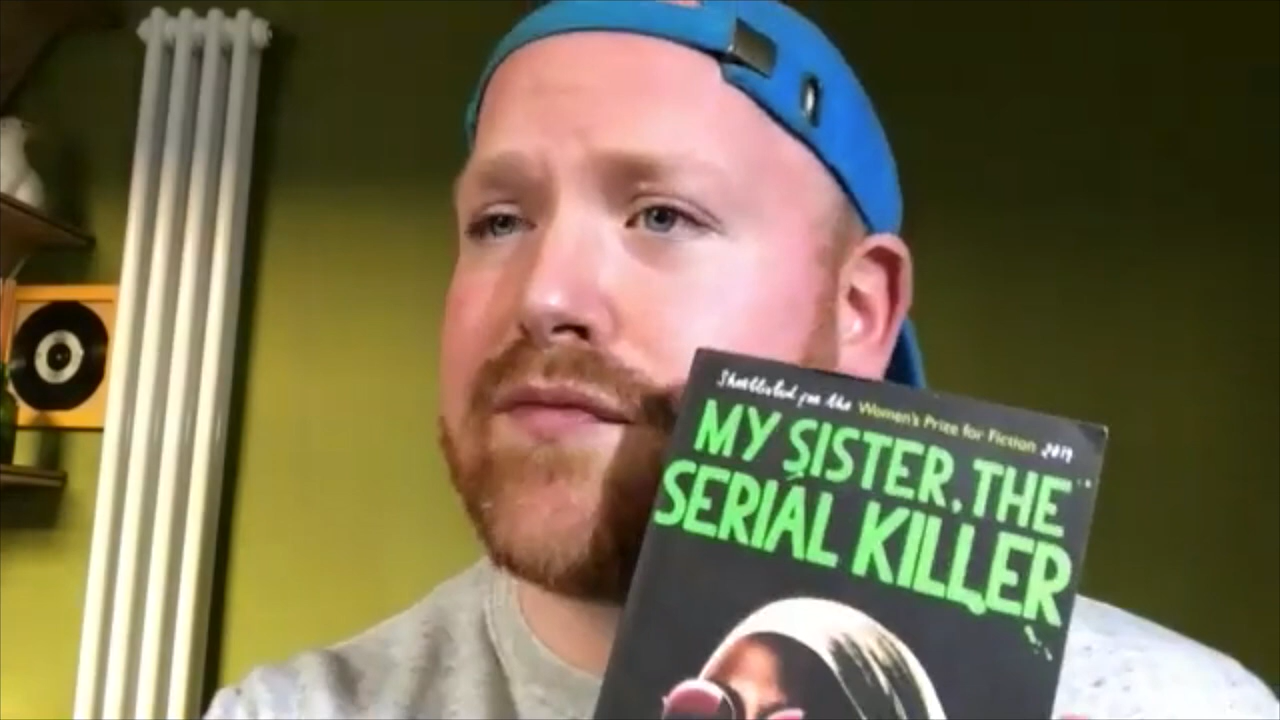 Shortlisted for the Women's Prize for Fiction 2019
MY SISTER, THE
SERIAL KILLER